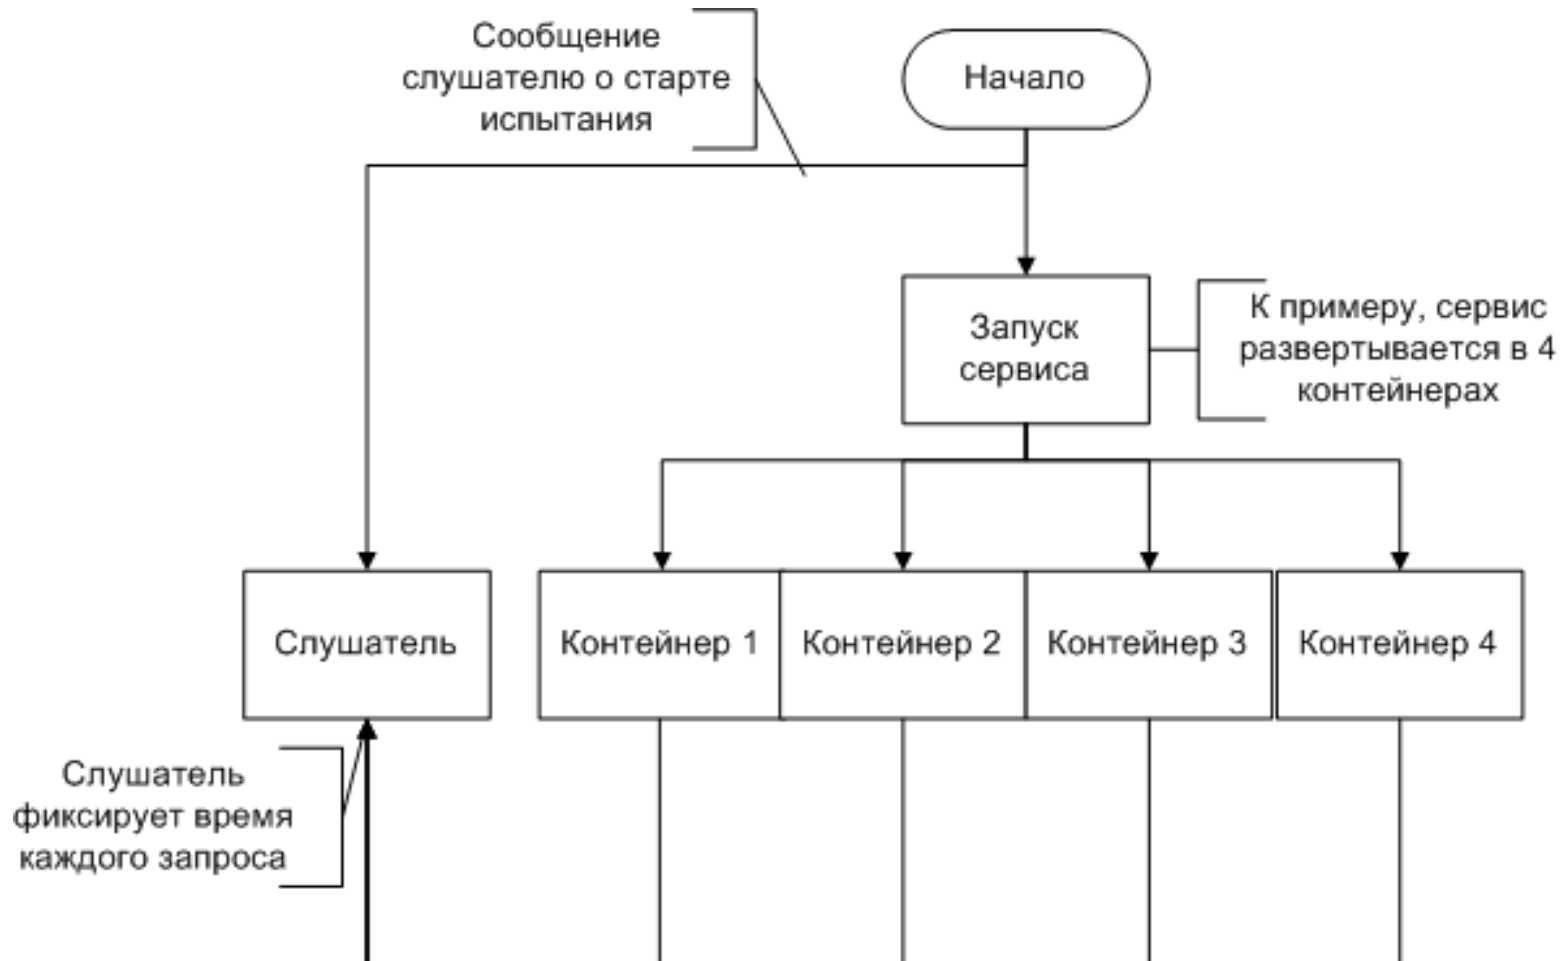 Сообщение
слушателю о старте
испытания
Начало
Запуск
сервиса
К примеру, сервис
развертывается в 4
контейнерах
Слушатель
Контейнер 1
Контейнер 2
Контейнер 3
Контейнер 4
Слушатель
фиксирует время
каждого запроса